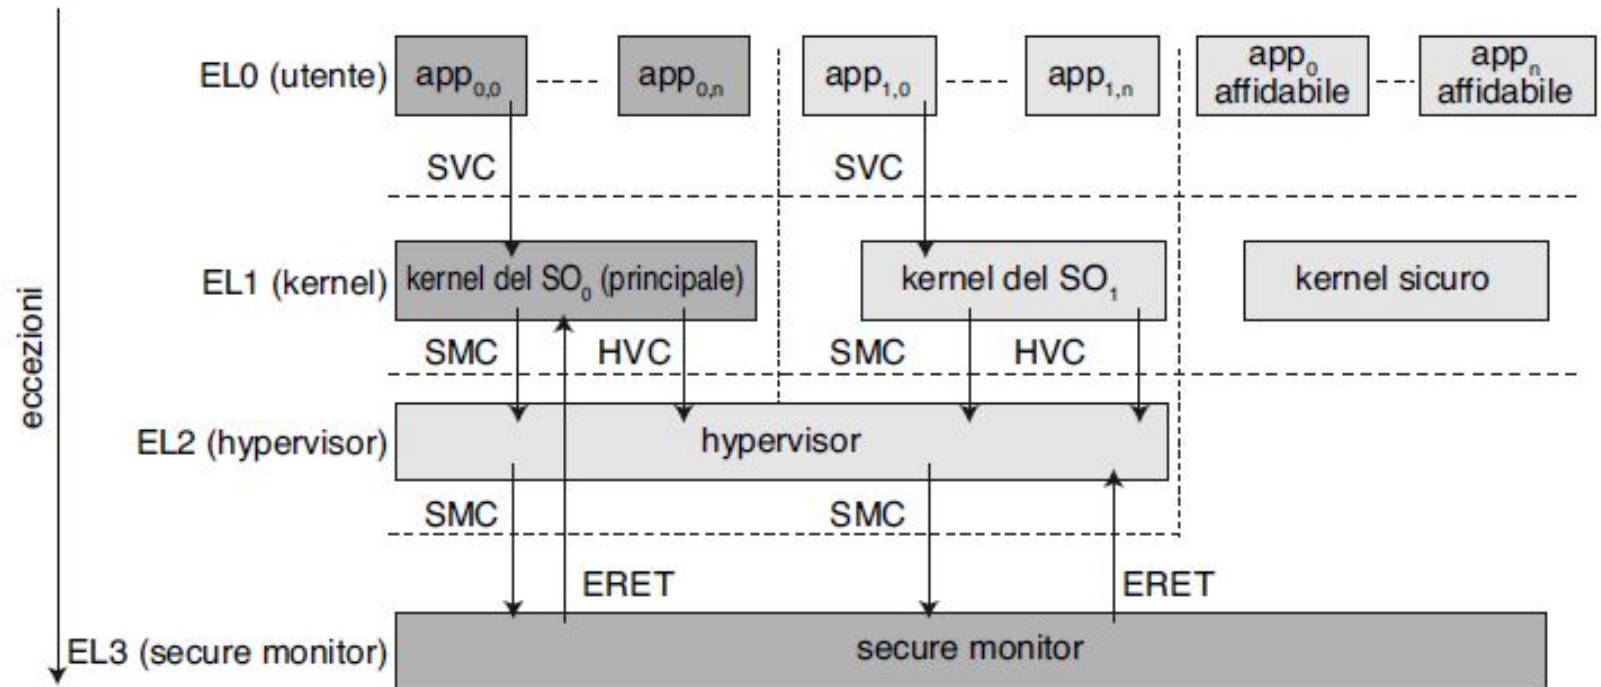 EL0 (utente)
app0,0
app0,n
app1,0
app1,n
app0
affidabile
appn
affidabile
SVC
SVC
eccezioni
EL1 (kernel)
kernel del SO0 (principale)
kernel del SO1
kernel sicuro
SMC
HVC
SMC
HVC
EL2 (hypervisor)
hypervisor
SMC
SMC
ERET
ERET
EL3 (secure monitor)
secure monitor